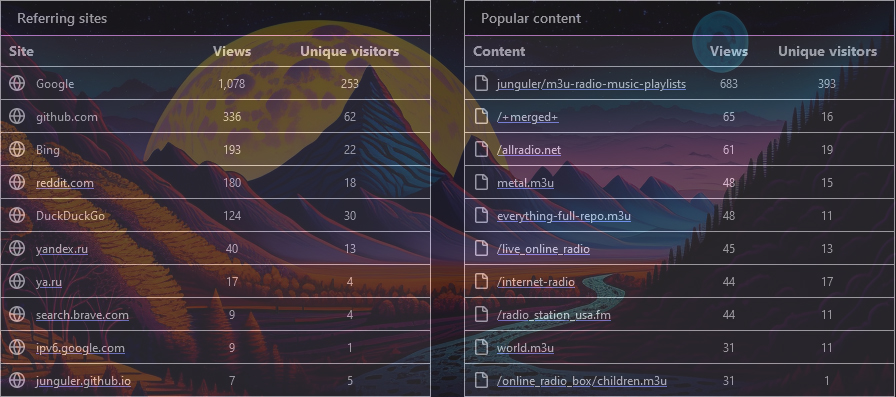 Referring sites
Site Views Unique visitors
Google 1,078 253
github.com 336 62
Bing 193 22
reddit.com 180 18
DuckDuckGo 124 30
yandex.ru 40 13
ya.ru 17 4
search.brave.com 9 4
ipv6.google.com 9 1
junguler.github.io 7 5
Popular content
Content Views Unique visitors
junguler/m3u-radio-music-playlists 683 393
/+merged+ 65 16
/allradio.net 61 19
metal.m3u 48 15
everything-full-repo.m3u 48 11
/live_online_radio 45 13
/internet-radio 44 17
/radio_station_usa.fm 44 11
world.m3u 31 11
/online_radio_box/children.m3u 31 1